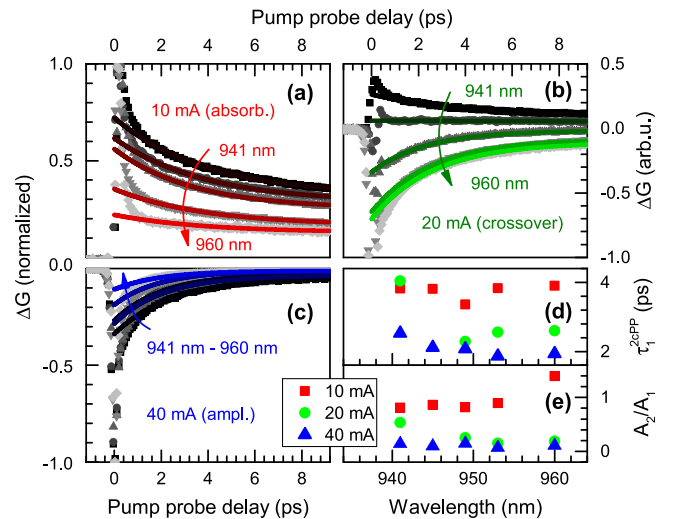 Pump probe delay (ps)
0 2 4 6 8
0 2 4 6 8
1.0
0.5
0.0
-0.5
-1.0
ΔG (normalized)
(a)
10 mA (absorb.)
941 nm
960 nm
(b)
941 nm
960 nm
20 mA (crossover)
0.5
0.0
-0.5
-1.0
ΔG (arb.u.)
(c)
941 nm - 960 nm
40 mA (ampl.)
(d)
4
2
τ₁²ᶜᴾᴾ (ps)
10 mA
20 mA
40 mA
(e)
1
0
A₂/A₁
0 2 4 6 8
940 950 960
Pump probe delay (ps)
Wavelength (nm)